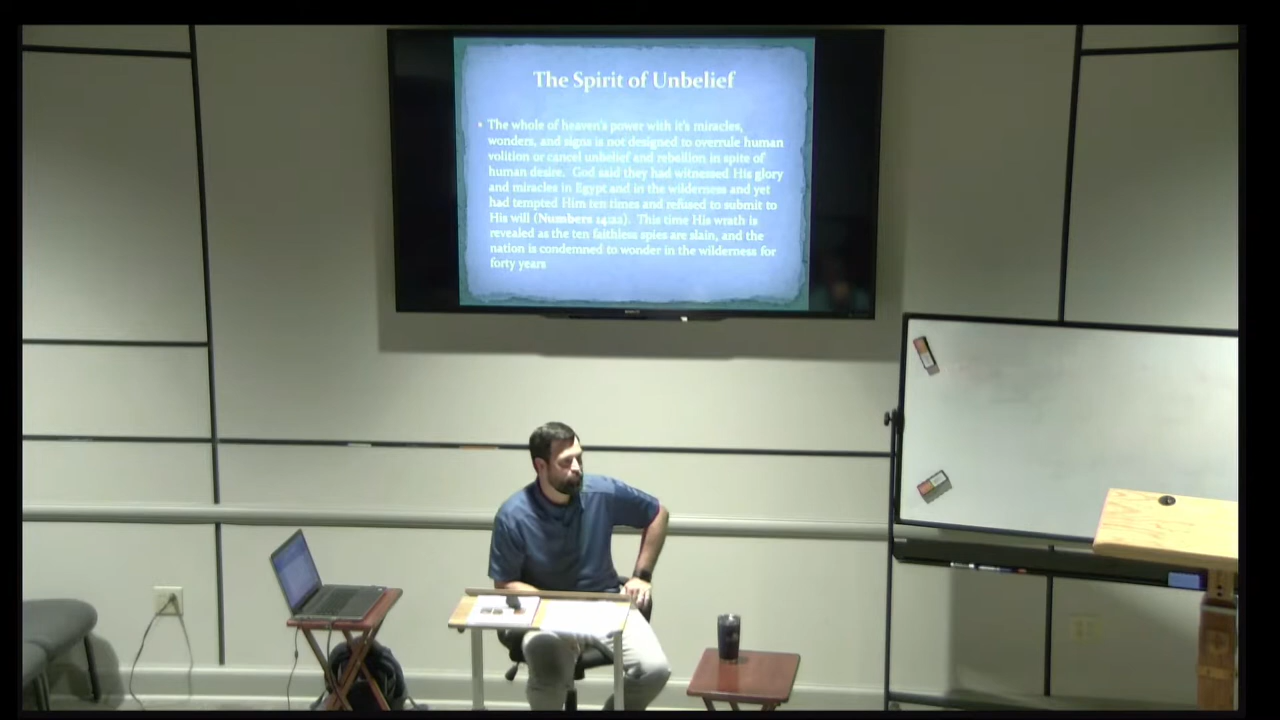 The Spirit of Unbelief
• The whole of heaven's power with it's miracles,
wonders, and signs is not designed to overrule human
volition or cancel unbelief and rebellion in spite of
human desire. God said they had witnessed His glory
and miracles in Egypt and in the wilderness and yet
had tempted Him ten times and refused to submit to
His will (Numbers 14:22). This time His wrath is
revealed as the ten faithless spies are slain, and the
nation is condemned to wonder in the wilderness for
forty years